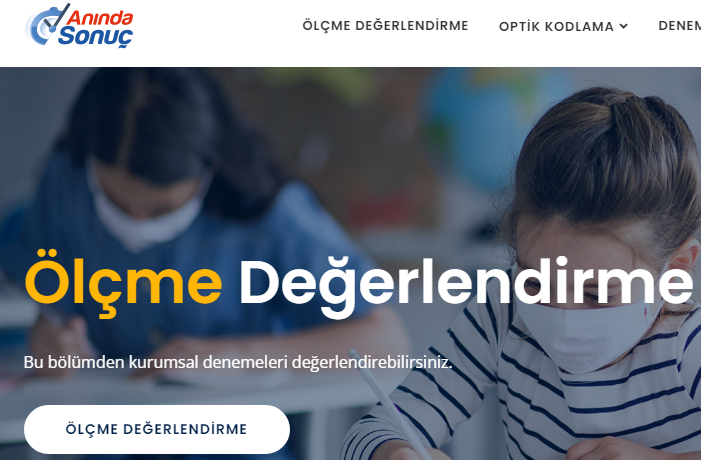 Anında
Sonuç
ÖLÇME DEĞERLENDİRME
OPTİK KODLAMA
Ölçme Değerlendirme
Bu bölümden kurumsal denemeleri değerlendirebilirsiniz.
ÖLÇME DEĞERLENDİRME